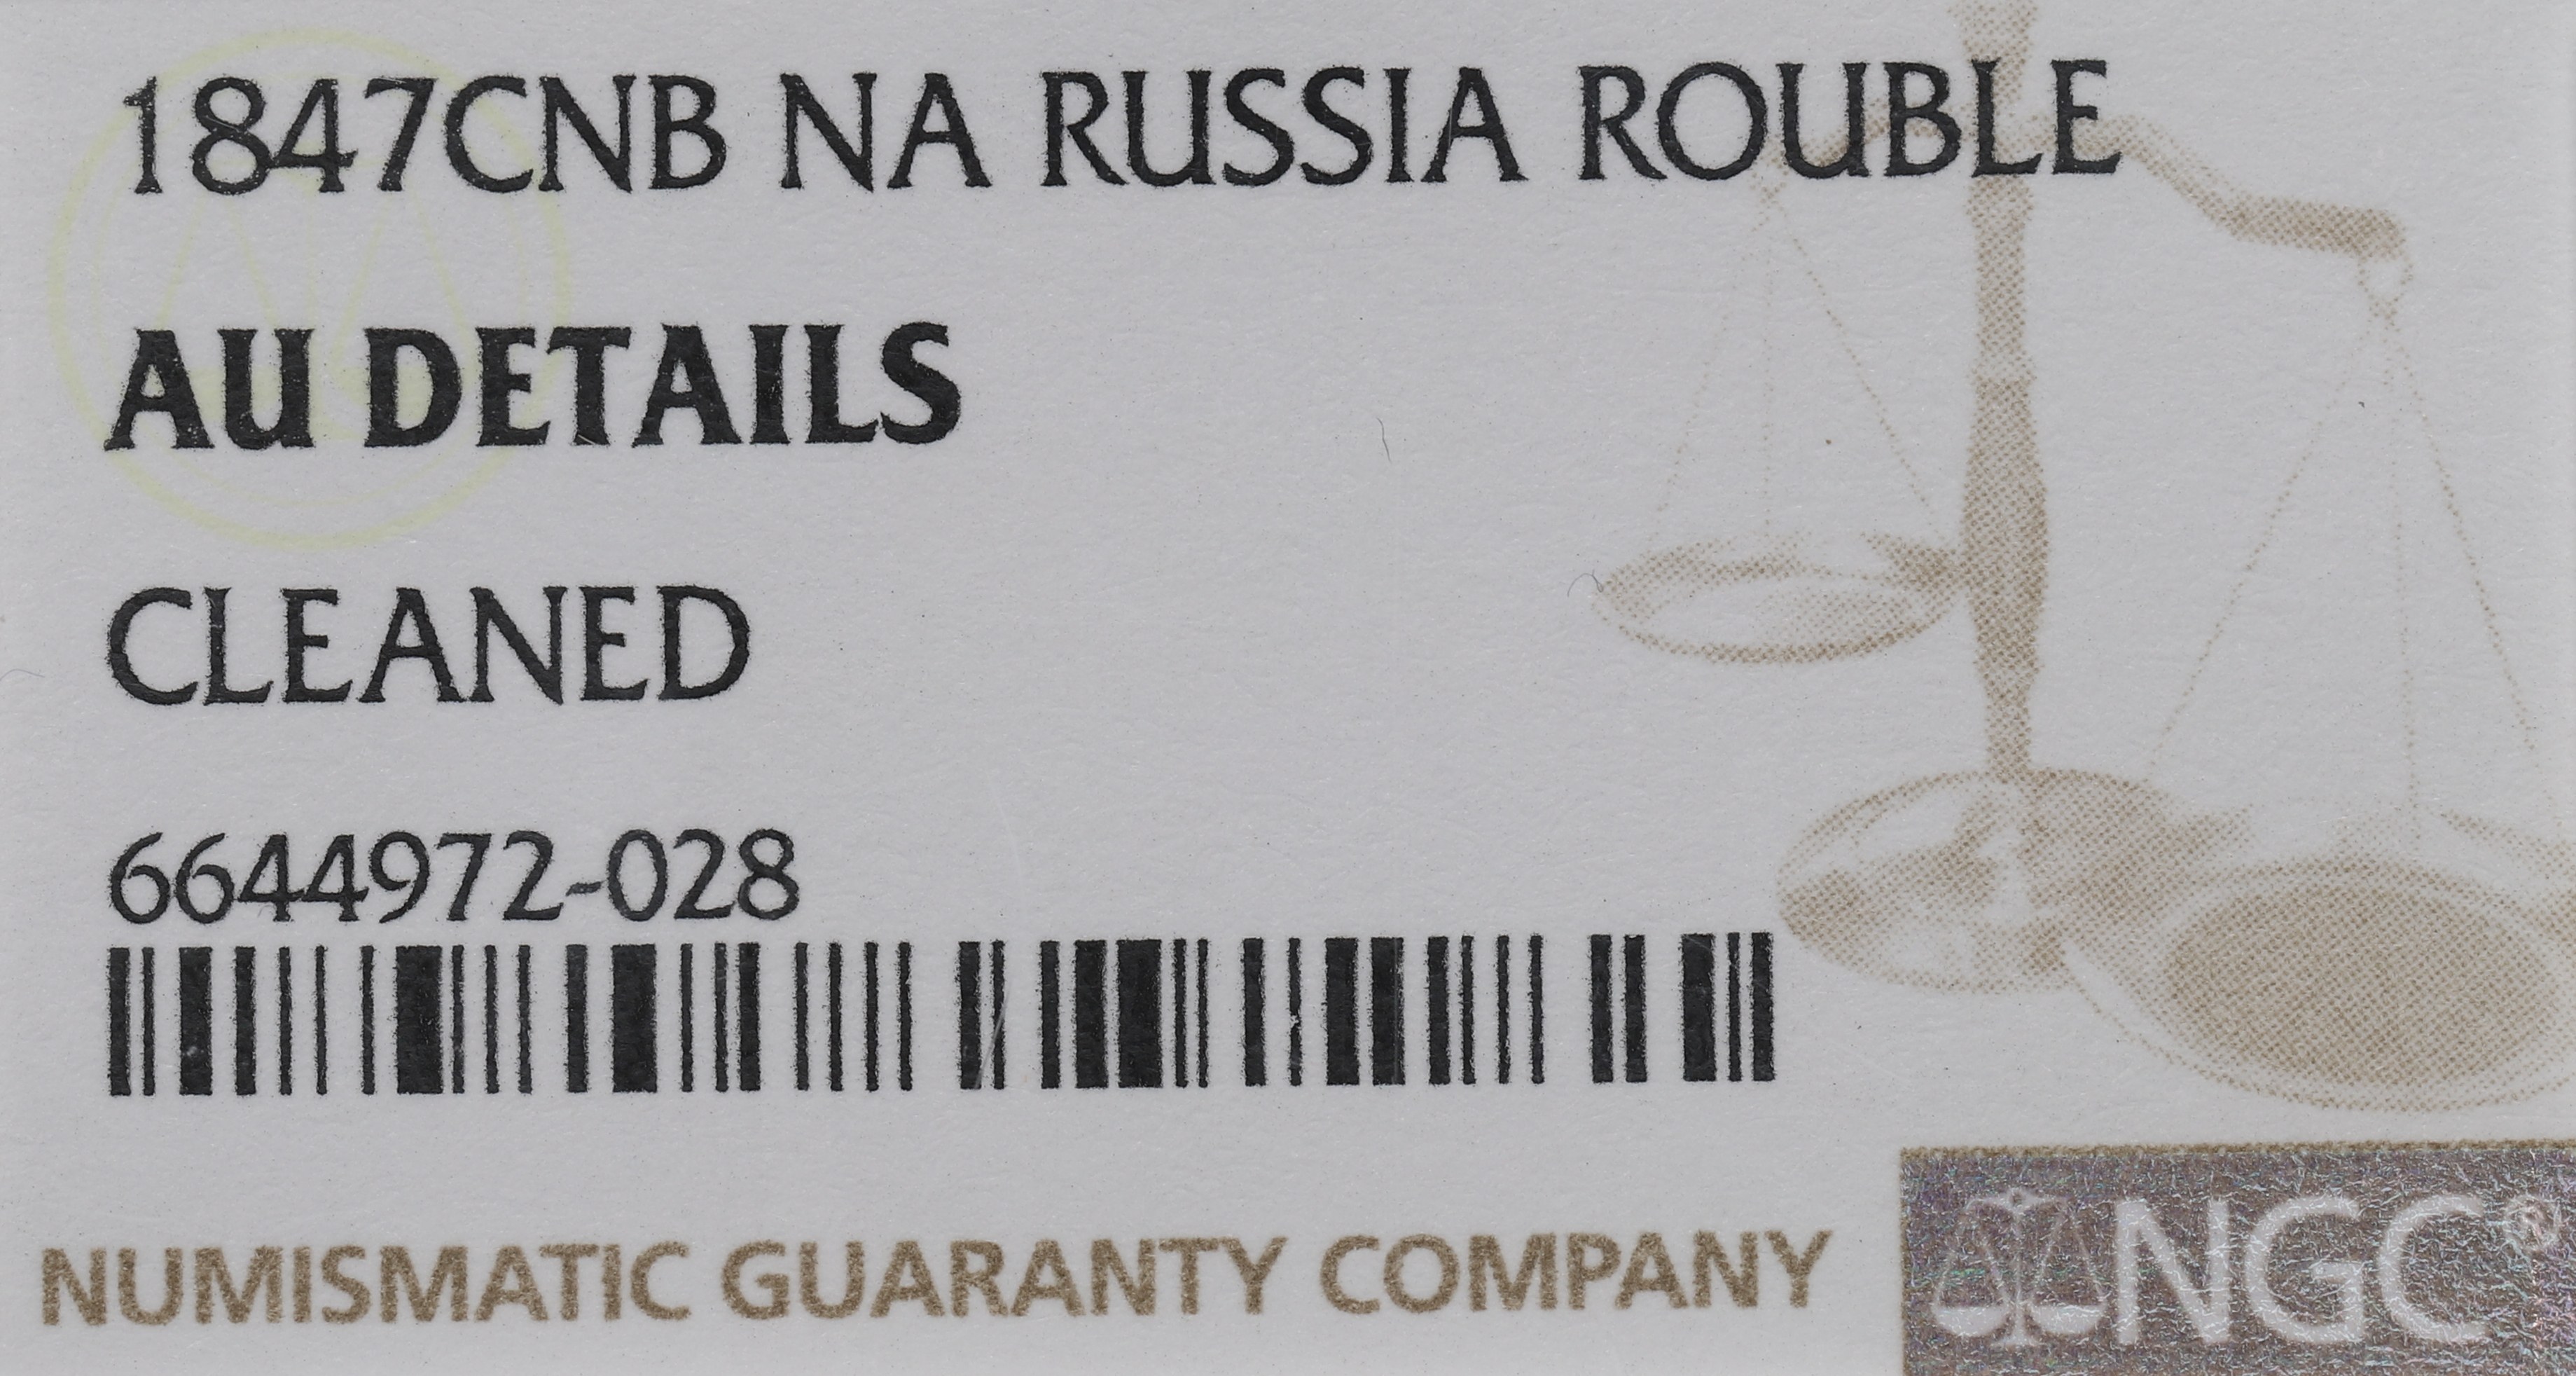 1847CNB NA RUSSIA ROUBLE
AU DETAILS
CLEANED
6644972-028
NUMISMATIC GUARANTY COMPANY
NGC®